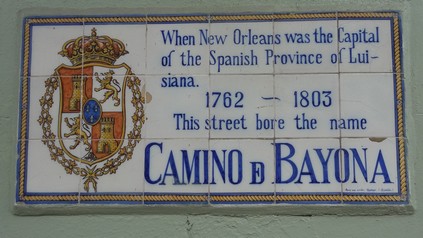 When New Orleans was the Capital
of the Spanish Province of Lui-
siana.
1762 — 1803
This street bore the name
CAMINO D BAYONA